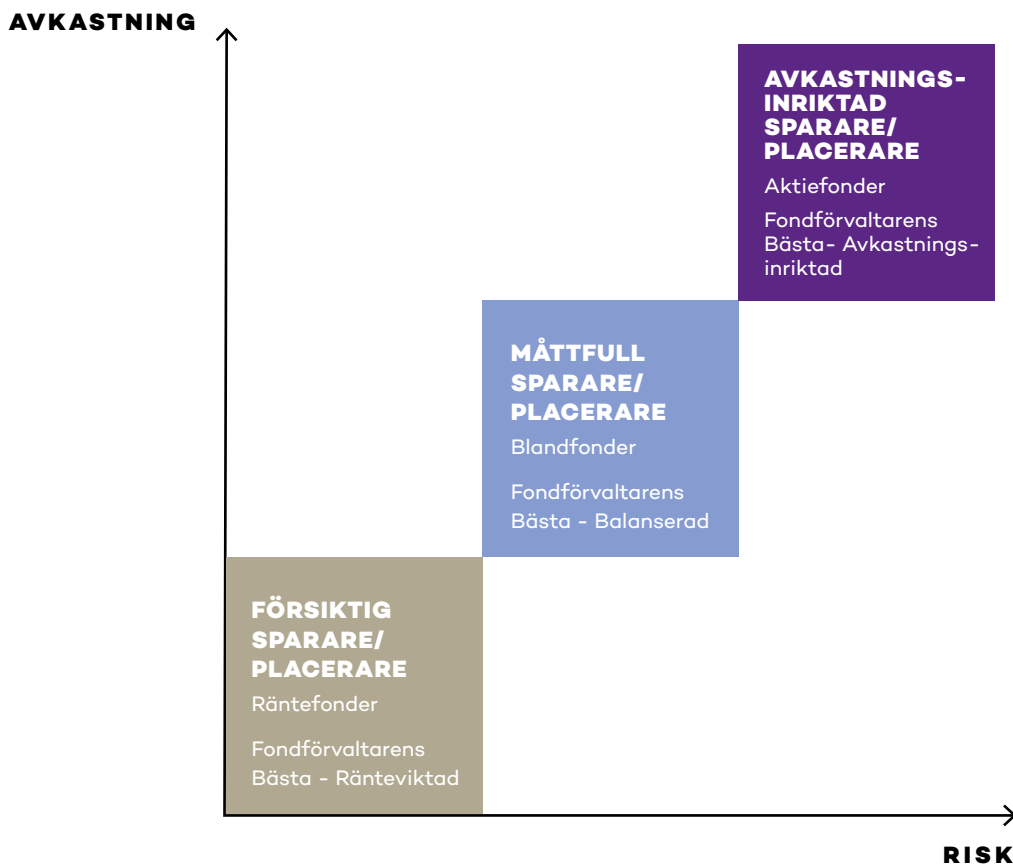 AVKASTNING
AVKASTNINGS-
INRIKTAD
SPARARE/
PLACERARE
Aktiefonder
Fondförvaltarens
Bästa- Avkastnings-
inriktad
MÅTTFULL
SPARARE/
PLACERARE
Blandfonder
Fondförvaltarens
Bästa - Balanserad
FÖRSIKTIG
SPARARE/
PLACERARE
Räntefonder
Fondförvaltarens
Bästa - Ränteviktad
RISK